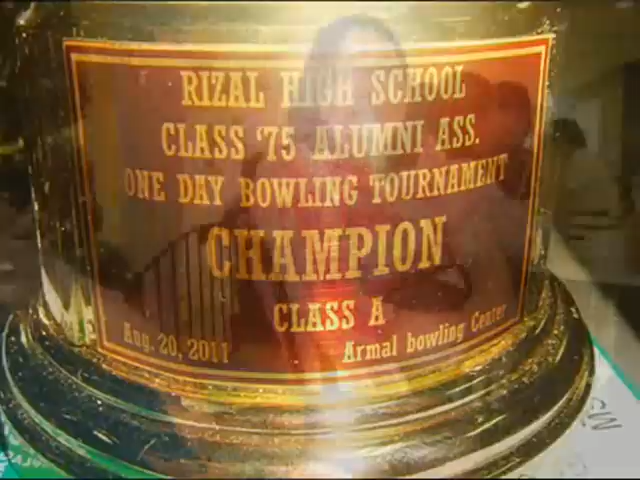 RIZAL HIGH SCHOOL
CLASS '75 ALUMNI ASS.
ONE DAY BOWLING TOURNAMENT
CHAMPION
CLASS A
Aug. 20, 2011 Armal bowling Center